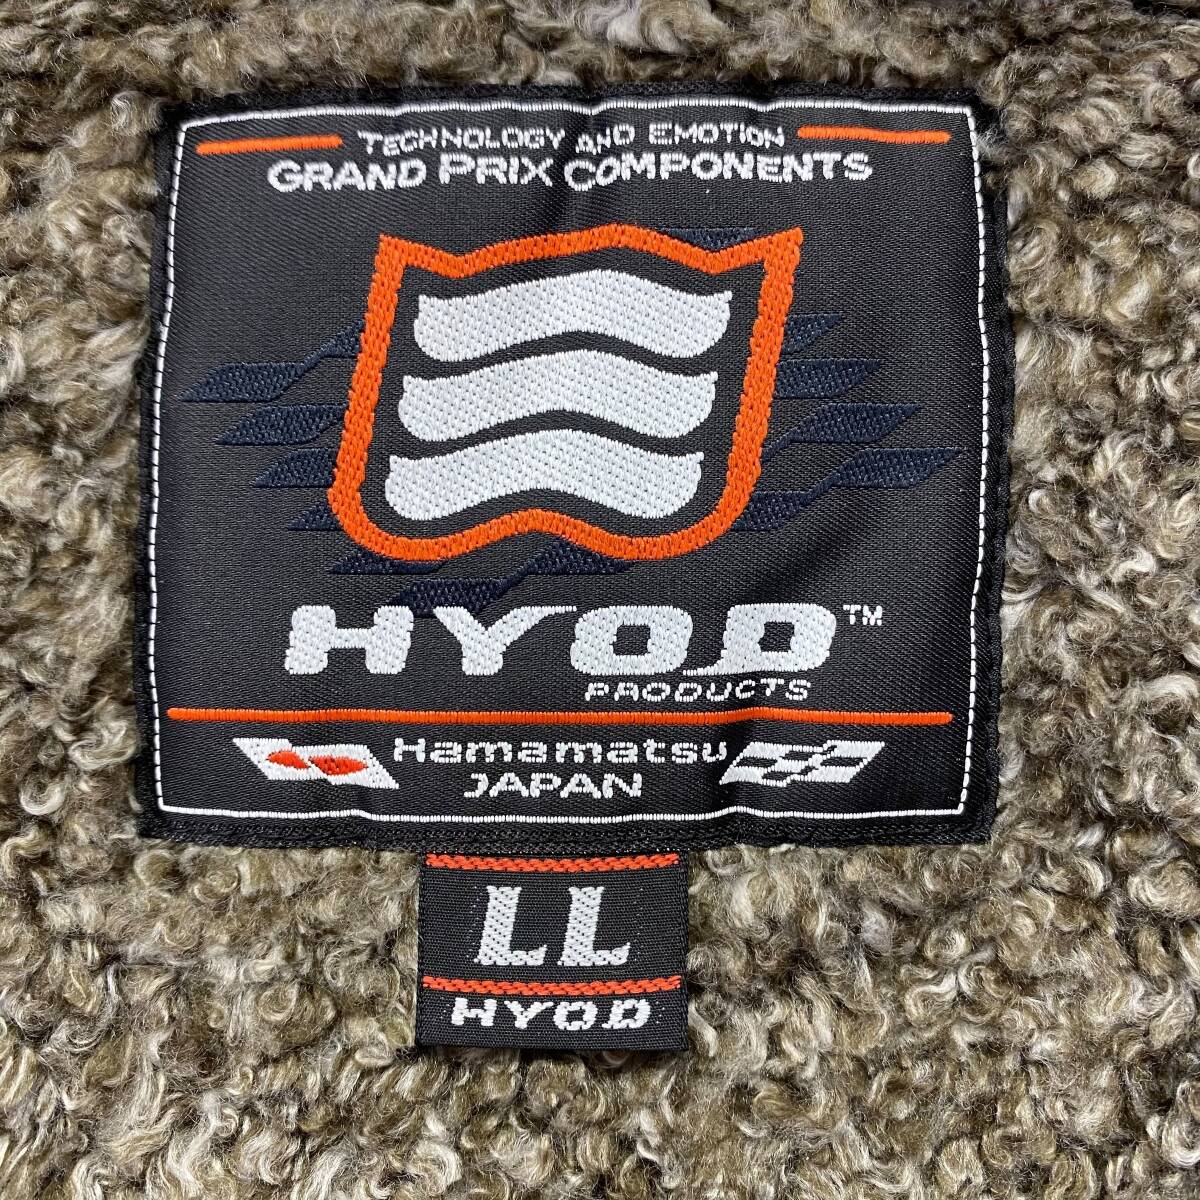 TECHNOLOGY AND EMOTION
GRAND PRIX COMPONENTS
HYOD™
PRODUCTS
Hamamatsu
JAPAN
LL
HYOD